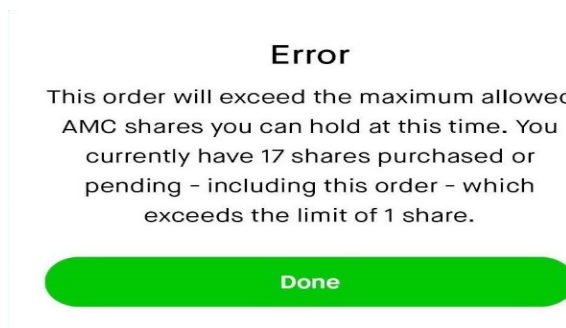 Error
This order will exceed the maximum allowed
AMC shares you can hold at this time. You
currently have 17 shares purchased or
pending - including this order - which
exceeds the limit of 1 share.
Done